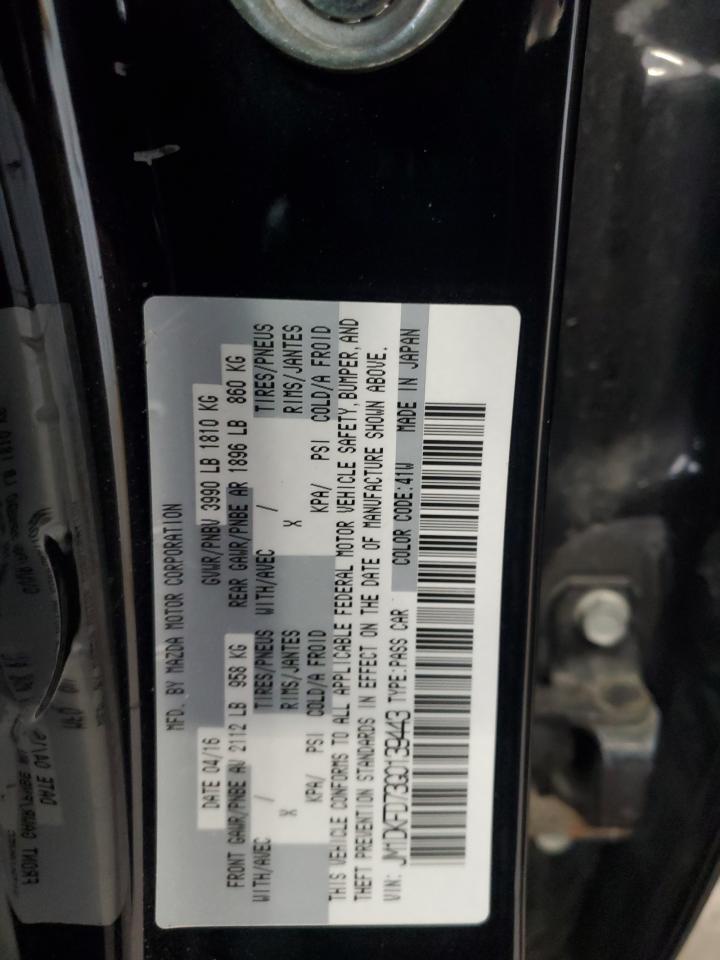 MFD. BY MAZDA MOTOR CORPORATION
DATE 04/16 GVWR/PNBV 3990 LB 1810 KG
FRONT GAWR/PNBE AV 2112 LB 958 KG REAR GAWR/PNBE AR 1896 LB 860 KG
WITH/AVEC / TIRES/PNEUS WITH/AVEC / TIRES/PNEUS
X RIMS/JANTES X RIMS/JANTES
KPA/ PSI COLD/A FROID KPA/ PSI COLD/A FROID
THIS VEHICLE CONFORMS TO ALL APPLICABLE FEDERAL MOTOR VEHICLE SAFETY, BUMPER, AND
THEFT PREVENTION STANDARDS IN EFFECT ON THE DATE OF MANUFACTURE SHOWN ABOVE.
VIN: JM1DKFD73G0139443 TYPE:PASS CAR COLOR CODE:41W MADE IN JAPAN